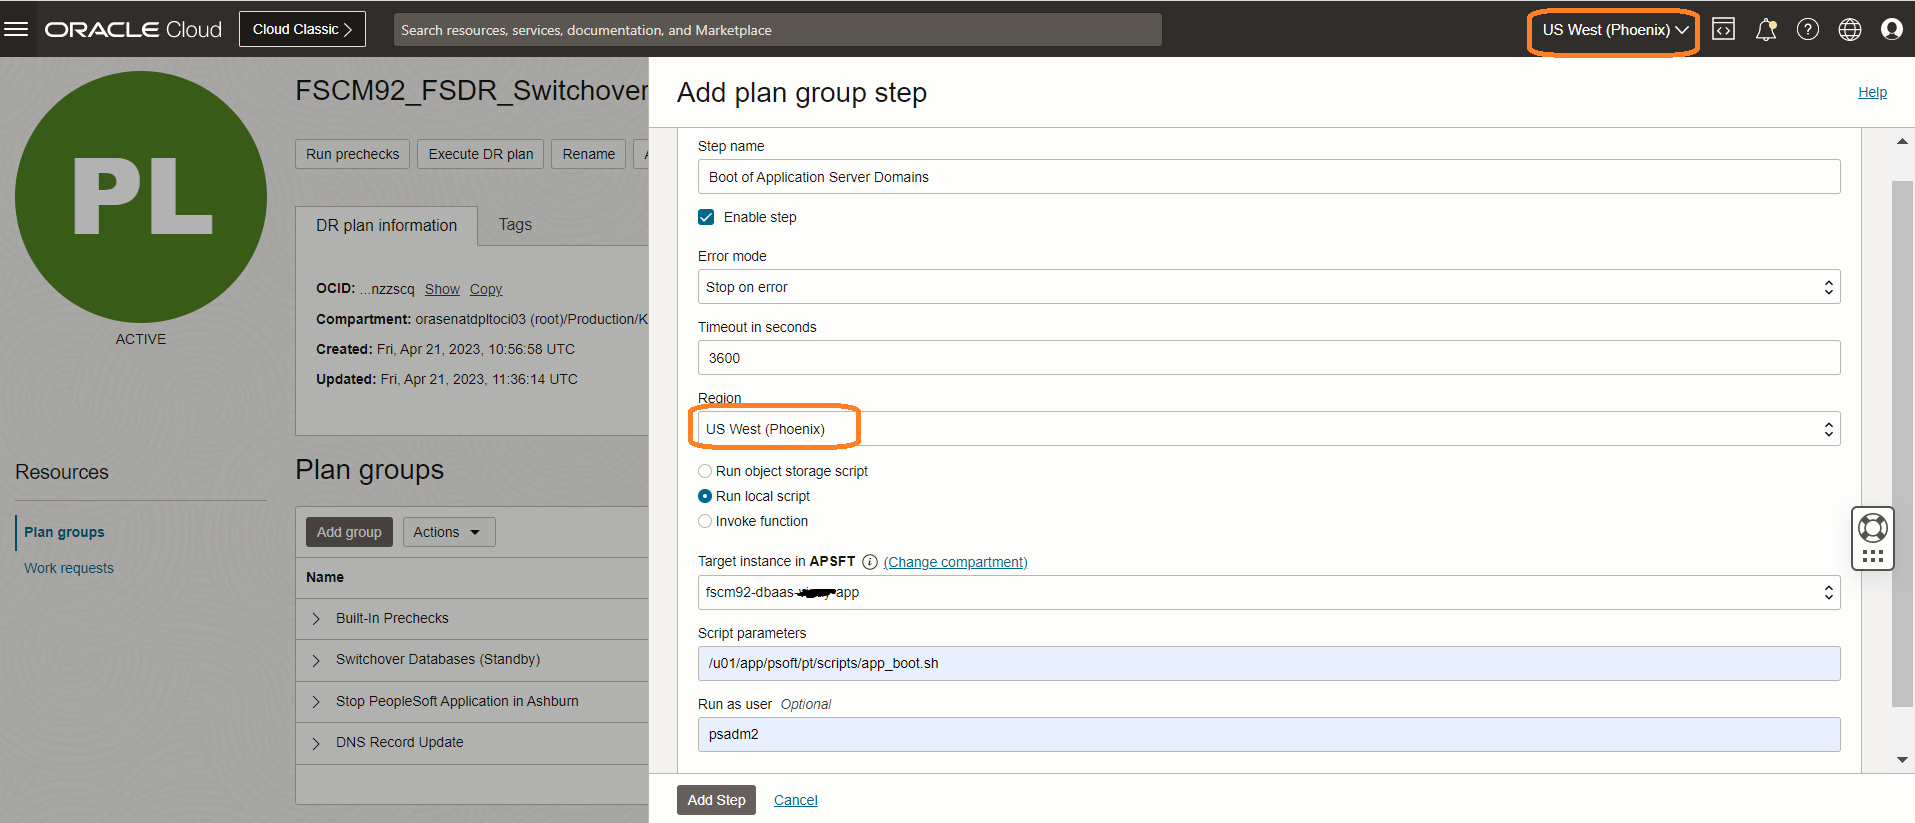 ORACLE Cloud
Cloud Classic
Search resources, services, documentation, and Marketplace
US West (Phoenix)
PL
ACTIVE
FSCM92_FSDR_Switchover
Run prechecks
Execute DR plan
Rename
DR plan information
Tags
OCID: ...nzzscq Show Copy
Compartment: orasenatdpltoci03 (root)/Production/K
Created: Fri, Apr 21, 2023, 10:56:58 UTC
Updated: Fri, Apr 21, 2023, 11:36:14 UTC
Resources
Plan groups
Work requests
Plan groups
Add group
Actions
Name
Built-In Prechecks
Switchover Databases (Standby)
Stop PeopleSoft Application in Ashburn
DNS Record Update
Add plan group step
Help
Step name
Boot of Application Server Domains
Enable step
Error mode
Stop on error
Timeout in seconds
3600
Region
US West (Phoenix)
Run object storage script
Run local script
Invoke function
Target instance in APSFT (Change compartment)
fscm92-dbaas- -app
Script parameters
/u01/app/psoft/pt/scripts/app_boot.sh
Run as user Optional
psadm2
Add Step
Cancel